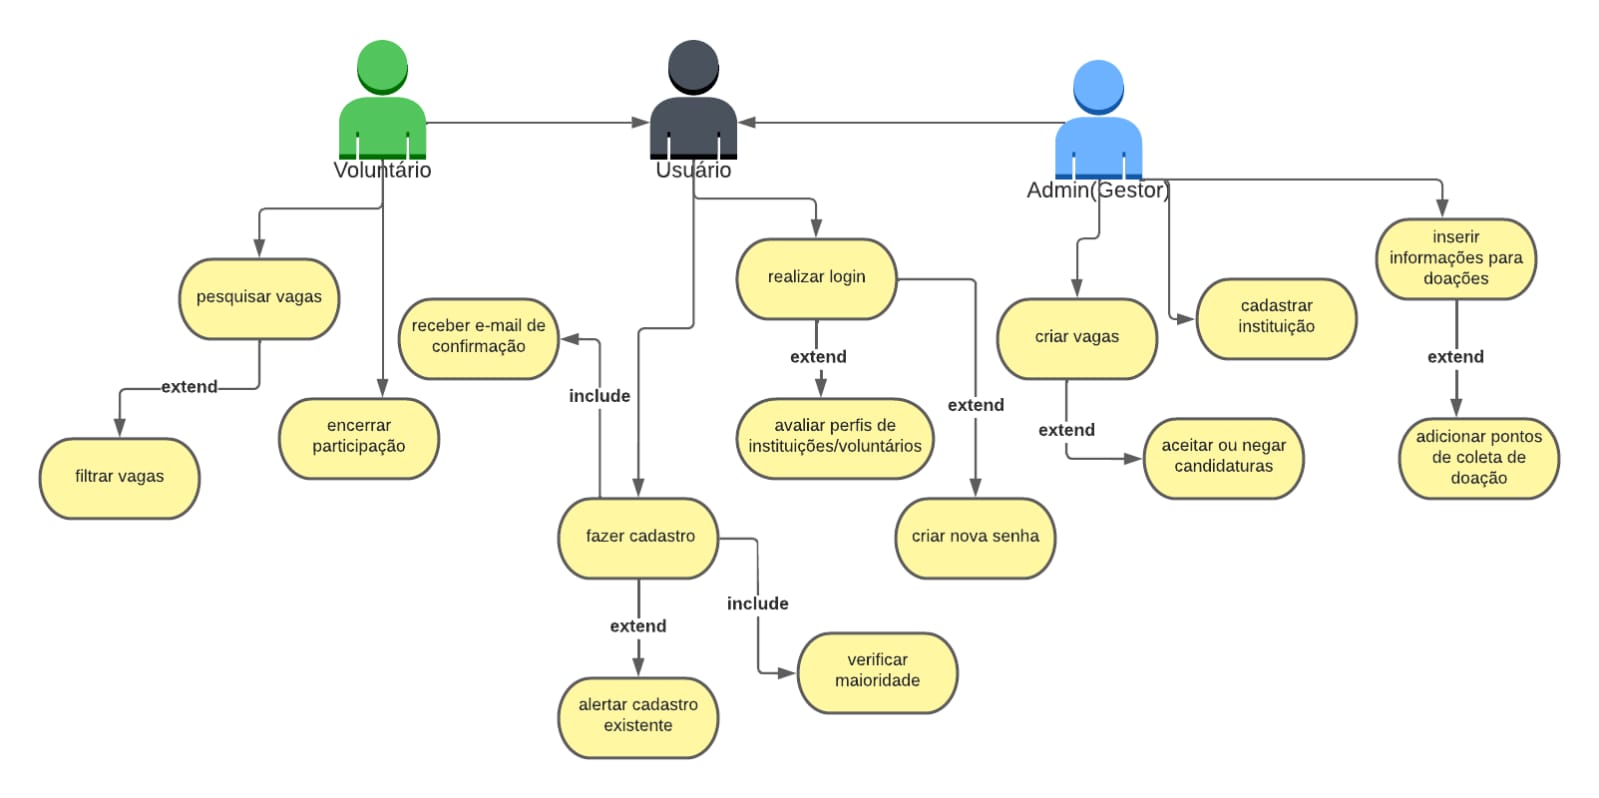 Voluntário
Usuário
Admin(Gestor)
pesquisar vagas
extend
filtrar vagas
encerrar
participação
receber e-mail de
confirmação
include
realizar login
extend
avaliar perfis de
instituições/voluntários
extend
criar nova senha
fazer cadastro
extend
alertar cadastro
existente
include
verificar
maioridade
criar vagas
extend
aceitar ou negar
candidaturas
cadastrar
instituição
inserir
informações para
doações
extend
adicionar pontos
de coleta de
doação